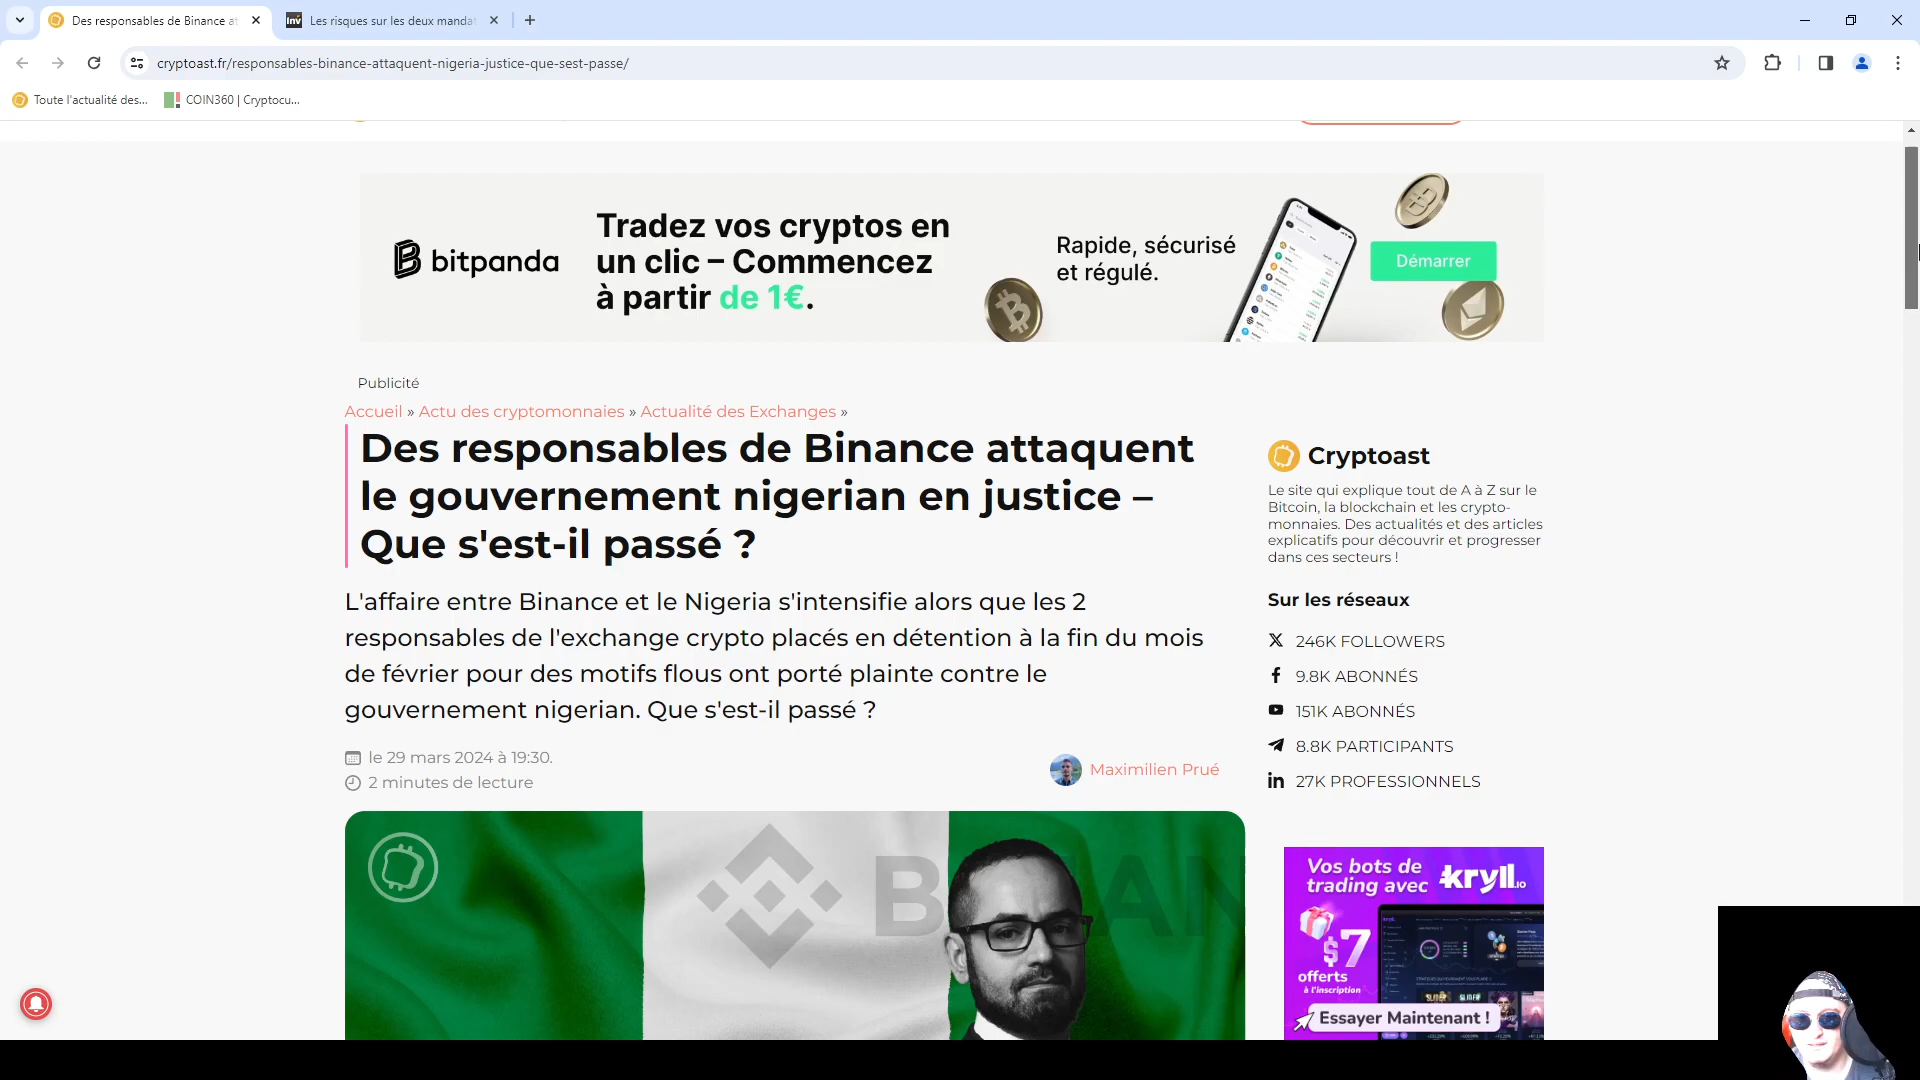 Des responsables de Binance at
Les risques sur les deux mandat
cryptoast.fr/responsables-binance-attaquent-nigeria-justice-que-sest-passe/
Toute l'actualité des...
COIN360 | Cryptocu...
bitpanda
Tradez vos cryptos en
un clic – Commencez
à partir de 1€.
Rapide, sécurisé
et régulé.
Démarrer
Publicité
Accueil » Actu des cryptomonnaies » Actualité des Exchanges »
Des responsables de Binance attaquent
le gouvernement nigerian en justice –
Que s'est-il passé ?
L'affaire entre Binance et le Nigeria s'intensifie alors que les 2
responsables de l'exchange crypto placés en détention à la fin du mois
de février pour des motifs flous ont porté plainte contre le
gouvernement nigerian. Que s'est-il passé ?
le 29 mars 2024 à 19:30.
2 minutes de lecture
Maximilien Prué
Cryptoast
Le site qui explique tout de A à Z sur le
Bitcoin, la blockchain et les crypto-
monnaies. Des actualités et des articles
explicatifs pour découvrir et progresser
dans ces secteurs !
Sur les réseaux
246K FOLLOWERS
9.8K ABONNÉS
151K ABONNÉS
8.8K PARTICIPANTS
27K PROFESSIONNELS
Vos bots de
trading avec kryll.io
$7
offerts
à l'inscription
Essayer Maintenant !